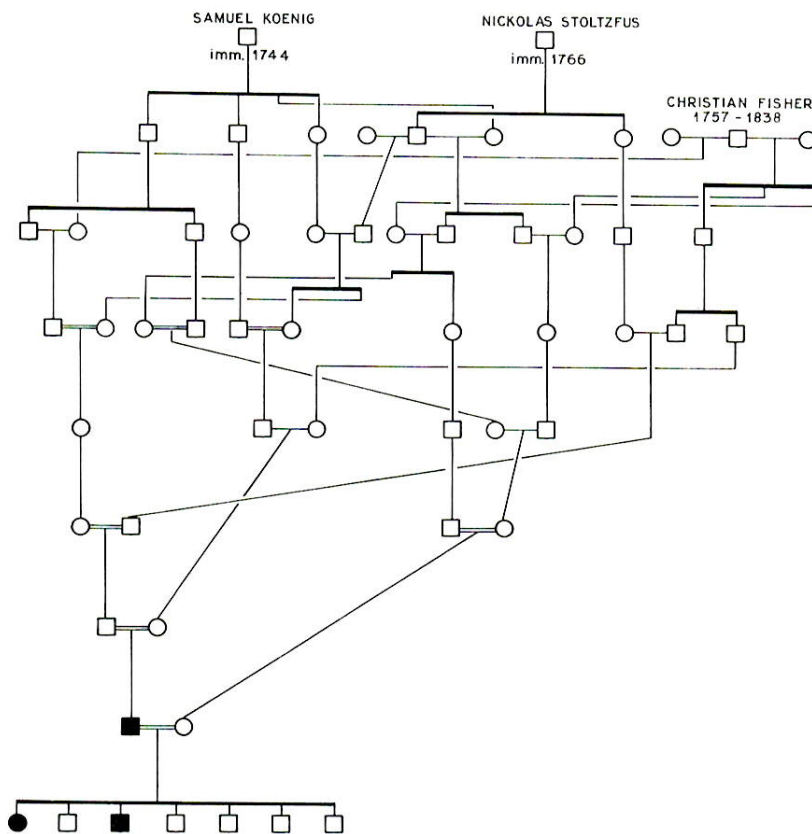 SAMUEL KOENIG
imm. 1744
NICKOLAS STOLTZFUS
imm. 1766
CHRISTIAN FISHER
1757-1838